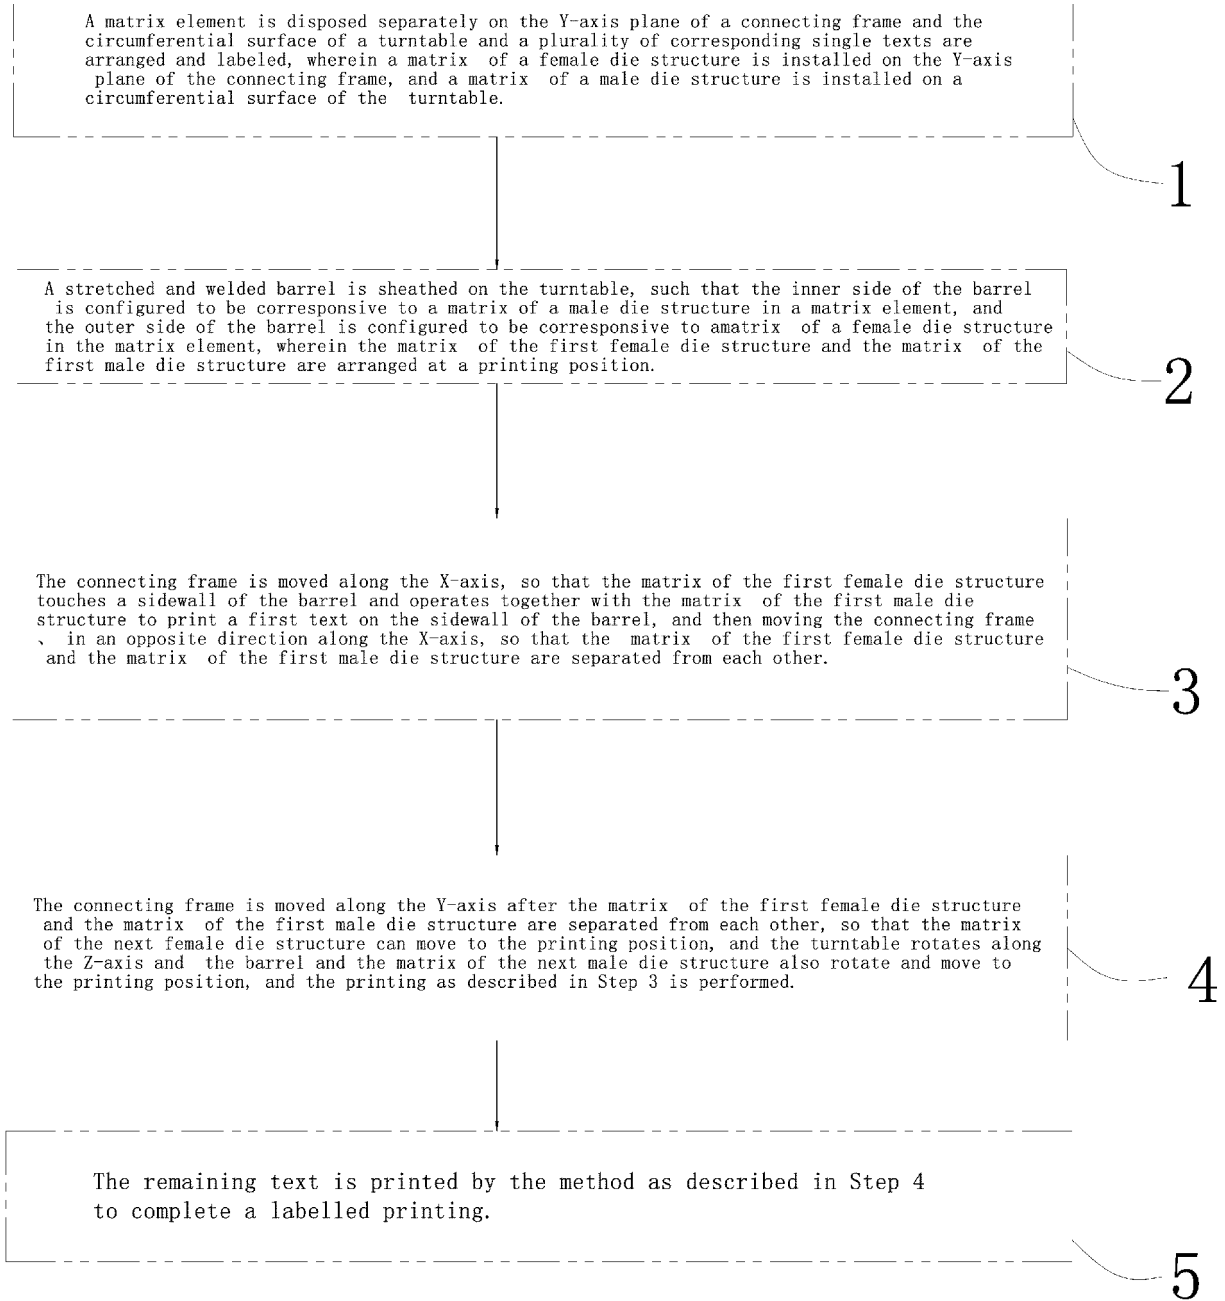 A matrix element is disposed separately on the Y-axis plane of a connecting frame and the
circumferential surface of a turntable and a plurality of corresponding single texts are
arranged and labeled, wherein a matrix of a female die structure is installed on the Y-axis
plane of the connecting frame, and a matrix of a male die structure is installed on a
circumferential surface of the turntable.
1
A stretched and welded barrel is sheathed on the turntable, such that the inner side of the barrel
is configured to be corresponsive to a matrix of a male die structure in a matrix element, and
the outer side of the barrel is configured to be corresponsive to amatrix of a female die structure
in the matrix element, wherein the matrix of the first female die structure and the matrix of the
first male die structure are arranged at a printing position.
2
The connecting frame is moved along the X-axis, so that the matrix of the first female die structure
touches a sidewall of the barrel and operates together with the matrix of the first male die
structure to print a first text on the sidewall of the barrel, and then moving the connecting frame
、 in an opposite direction along the X-axis, so that the matrix of the first female die structure
and the matrix of the first male die structure are separated from each other.
3
The connecting frame is moved along the Y-axis after the matrix of the first female die structure
and the matrix of the first male die structure are separated from each other, so that the matrix
of the next female die structure can move to the printing position, and the turntable rotates along
the Z-axis and the barrel and the matrix of the next male die structure also rotate and move to
the printing position, and the printing as described in Step 3 is performed.
4
The remaining text is printed by the method as described in Step 4
to complete a labelled printing.
5